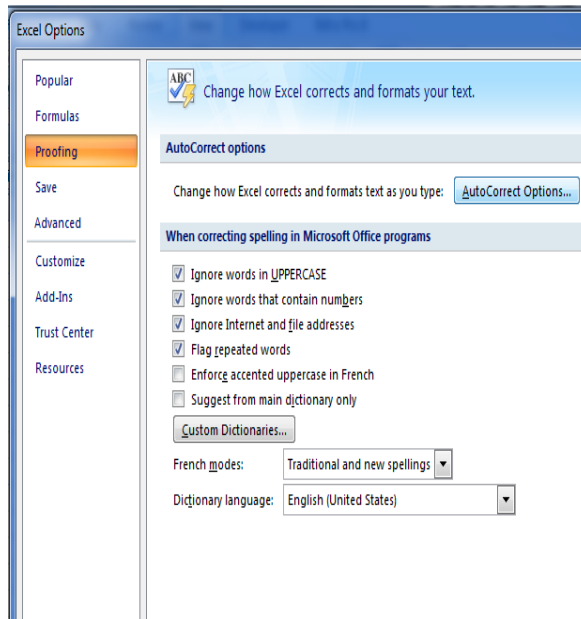 Excel Options
Popular
Formulas
Proofing
Save
Advanced
Customize
Add-Ins
Trust Center
Resources
ABC
Change how Excel corrects and formats your text.
AutoCorrect options
Change how Excel corrects and formats text as you type:
AutoCorrect Options...
When correcting spelling in Microsoft Office programs
Ignore words in UPPERCASE
Ignore words that contain numbers
Ignore Internet and file addresses
Flag repeated words
Enforce accented uppercase in French
Suggest from main dictionary only
Custom Dictionaries...
French modes: Traditional and new spellings
Dictionary language: English (United States)